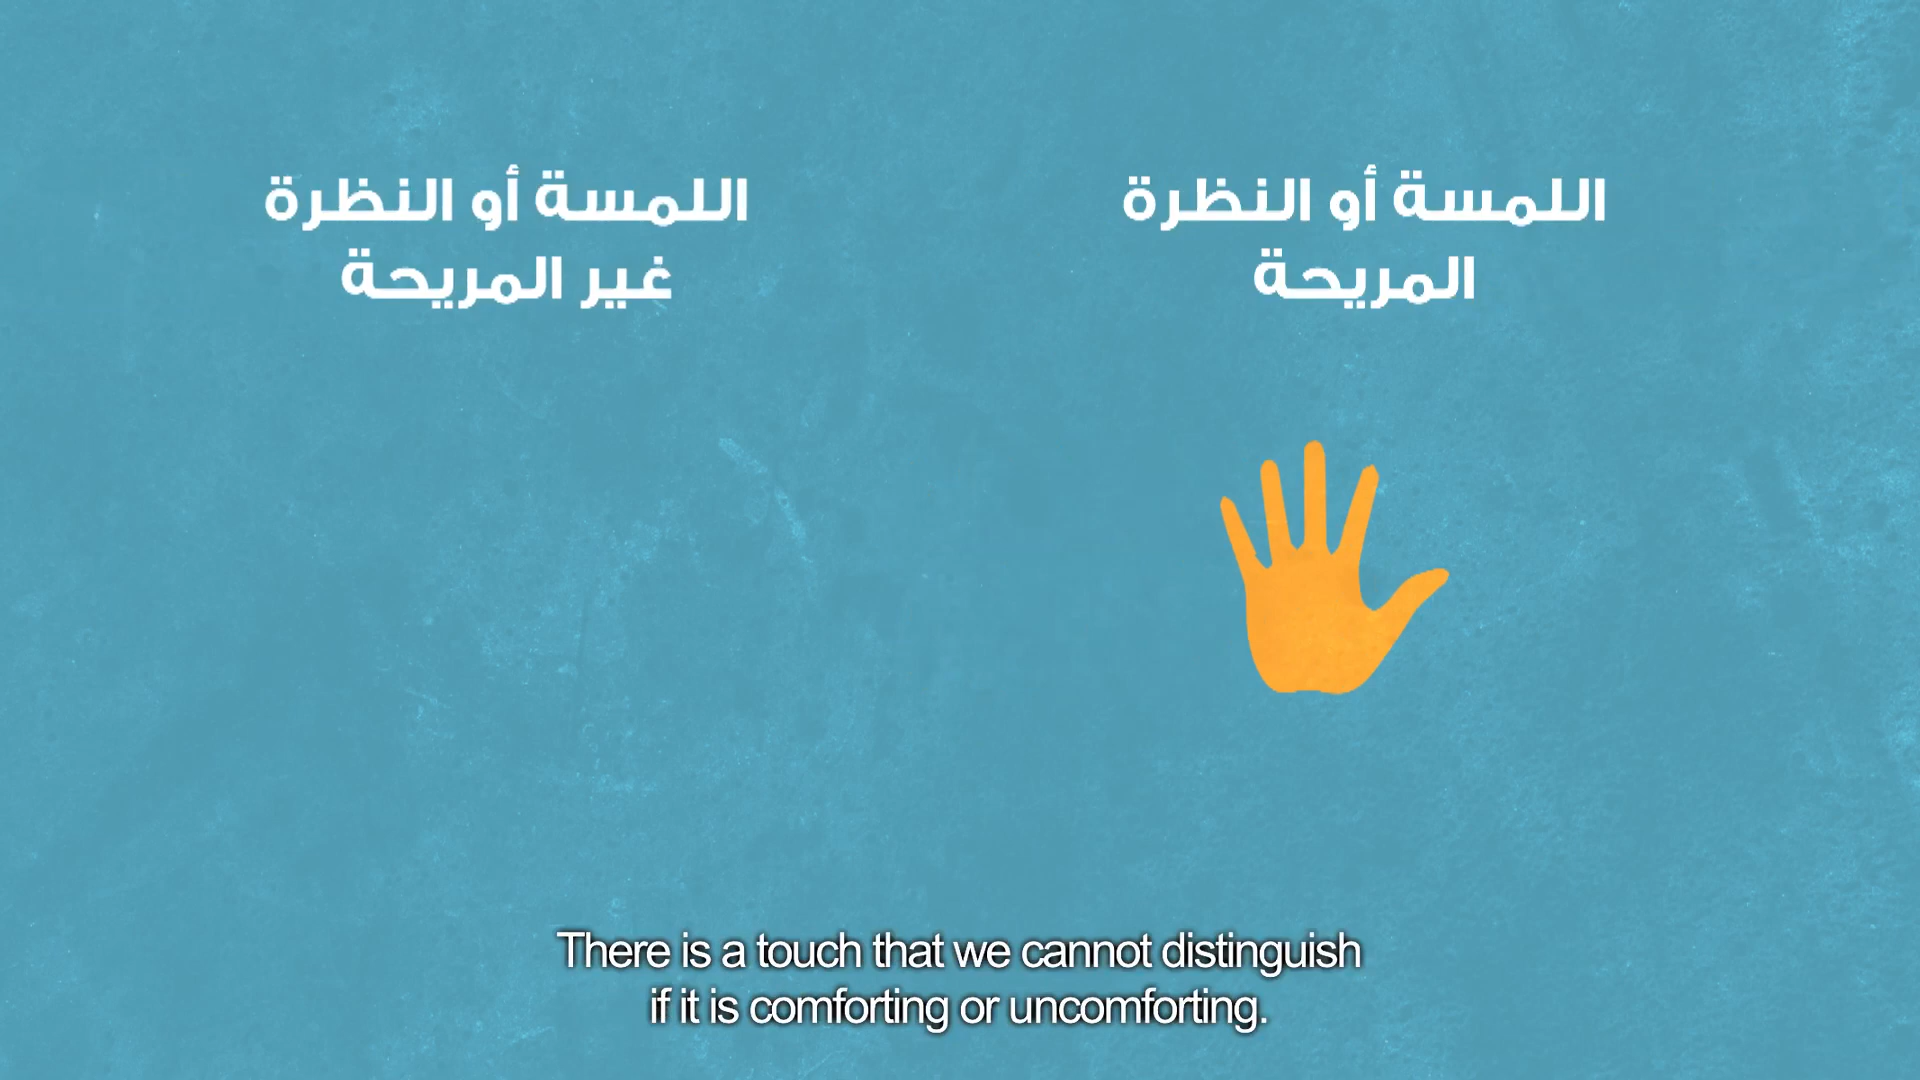 اللمسة أو النظرة
المريحة
اللمسة أو النظرة
غير المريحة
There is a touch that we cannot distinguish
if it is comforting or uncomforting.